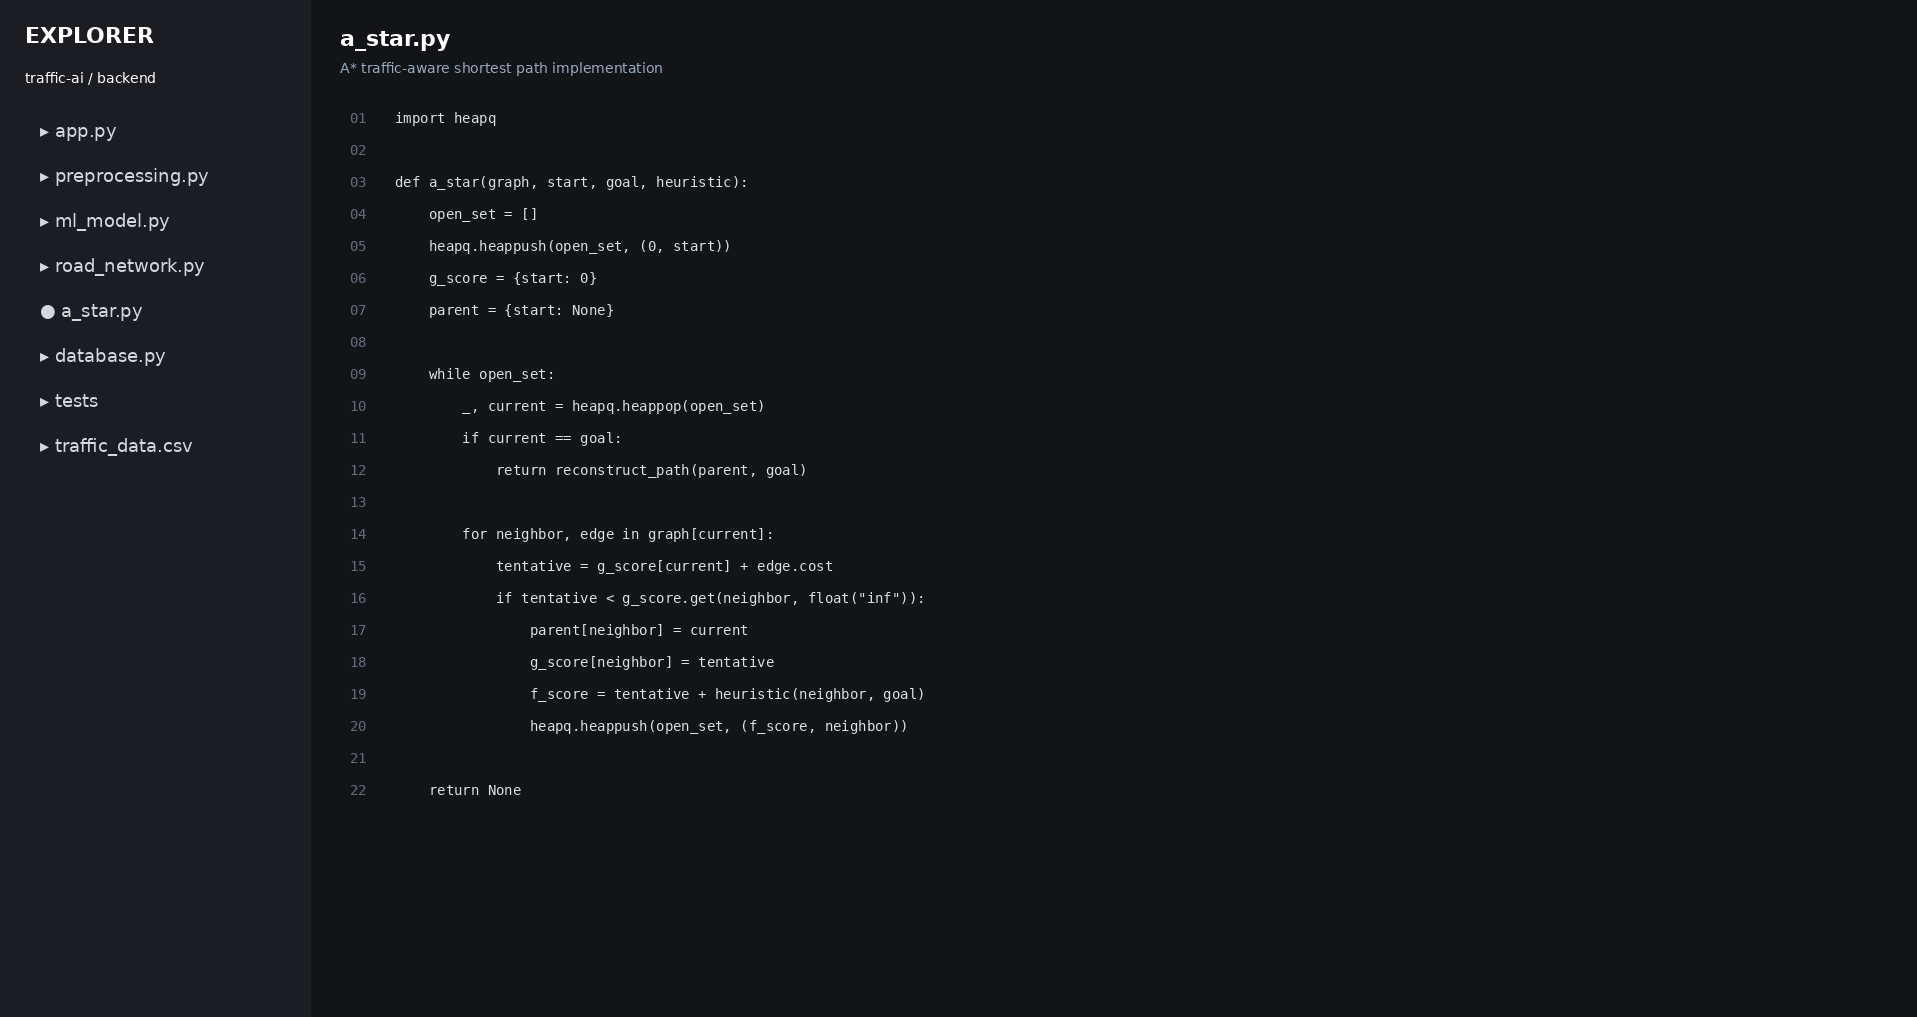 EXPLORER
traffic-ai / backend
▸ app.py
▸ preprocessing.py
▸ ml_model.py
▸ road_network.py
● a_star.py
▸ database.py
▸ tests
▸ traffic_data.csv
a_star.py
A* traffic-aware shortest path implementation
01 import heapq
02
03 def a_star(graph, start, goal, heuristic):
04     open_set = []
05     heapq.heappush(open_set, (0, start))
06     g_score = {start: 0}
07     parent = {start: None}
08
09     while open_set:
10         _, current = heapq.heappop(open_set)
11         if current == goal:
12             return reconstruct_path(parent, goal)
13
14         for neighbor, edge in graph[current]:
15             tentative = g_score[current] + edge.cost
16             if tentative < g_score.get(neighbor, float("inf")):
17                 parent[neighbor] = current
18                 g_score[neighbor] = tentative
19                 f_score = tentative + heuristic(neighbor, goal)
20                 heapq.heappush(open_set, (f_score, neighbor))
21
22     return None